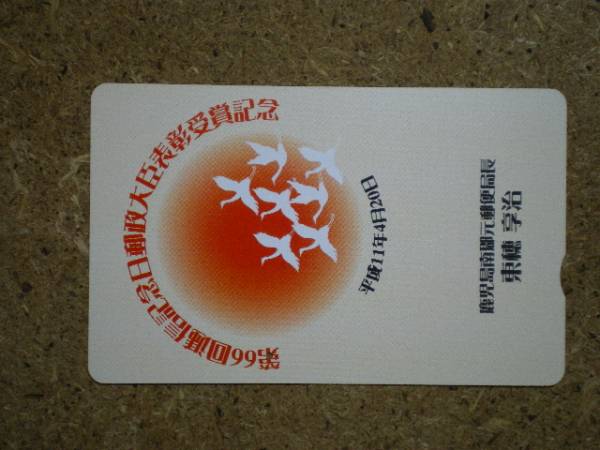 第66回逓信記念日郵政大臣表彰受賞記念
平成11年4月20日
鹿児島南郡元郵便局長
東穂 享治